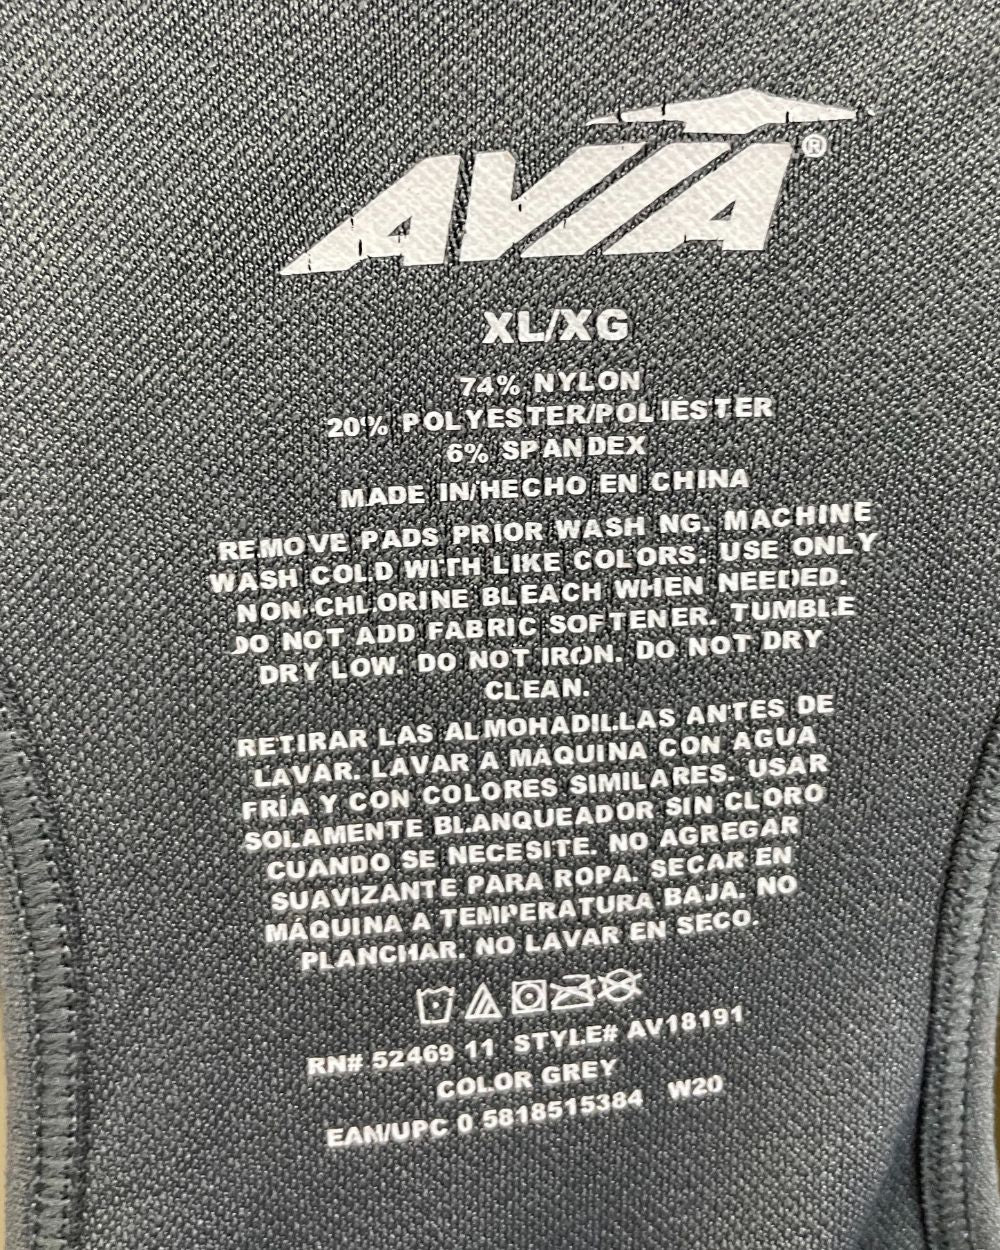 AVIA®
XL/XG
74% NYLON
20% POLYESTER/POLIESTER
6% SPANDEX
MADE IN/HECHO EN CHINA
REMOVE PADS PRIOR WASH NG. MACHINE
WASH COLD WITH LIKE COLORS. USE ONLY
NON-CHLORINE BLEACH WHEN NEEDED.
DO NOT ADD FABRIC SOFTENER. TUMBLE
DRY LOW. DO NOT IRON. DO NOT DRY
CLEAN.
RETIRAR LAS ALMOHADILLAS ANTES DE
LAVAR. LAVAR A MÁQUINA CON AGUA
FRÍA Y CON COLORES SIMILARES. USAR
SOLAMENTE BLANQUEADOR SIN CLORO
CUANDO SE NECESITE. NO AGREGAR
SUAVIZANTE PARA ROPA. SECAR EN
MÁQUINA A TEMPERATURA BAJA. NO
PLANCHAR. NO LAVAR EN SECO.
RN# 52469 11 STYLE# AV18191
COLOR GREY
EAN/UPC 0 5818515384 W20